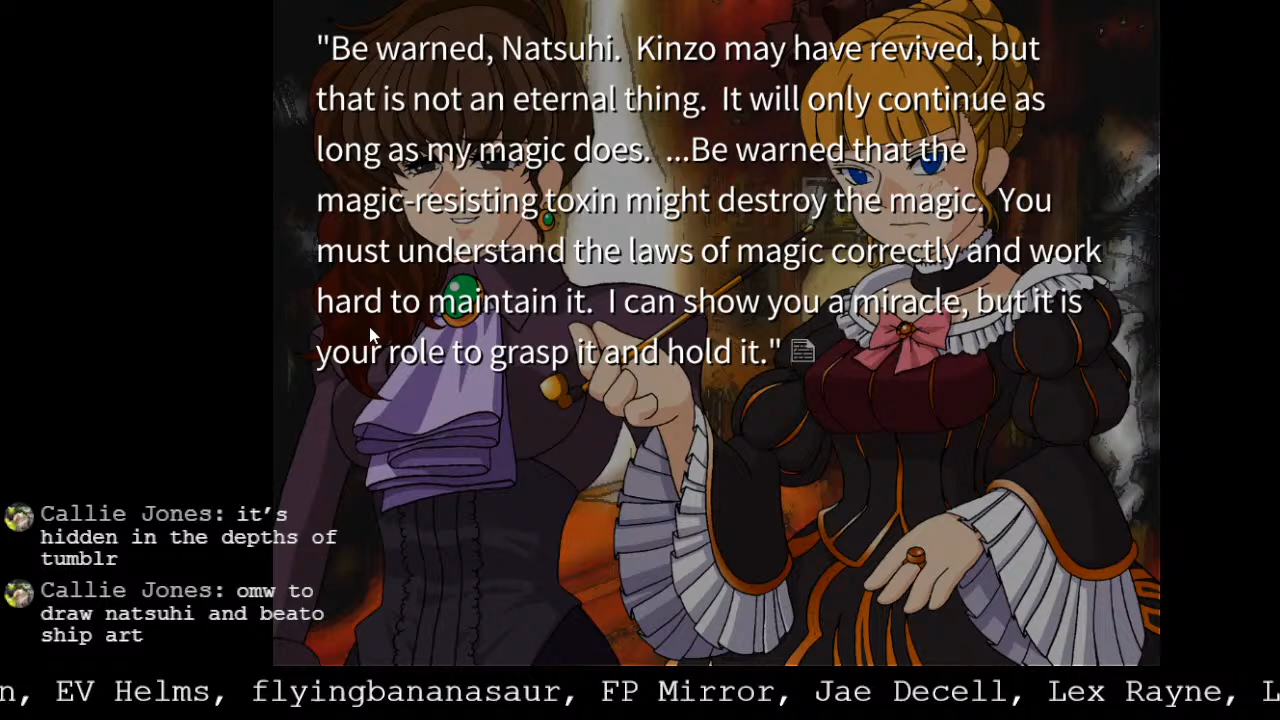 "Be warned, Natsuhi.  Kinzo may have revived, but
that is not an eternal thing.  It will only continue as
long as my magic does.  ...Be warned that the
magic-resisting toxin might destroy the magic.  You
must understand the laws of magic correctly and work
hard to maintain it.  I can show you a miracle, but it is
your role to grasp it and hold it."
Callie Jones: it's
hidden in the depths of
tumblr
Callie Jones: omw to
draw natsuhi and beato
ship art
n, EV Helms, flyingbananasaur, FP Mirror, Jae Decell, Lex Rayne, L